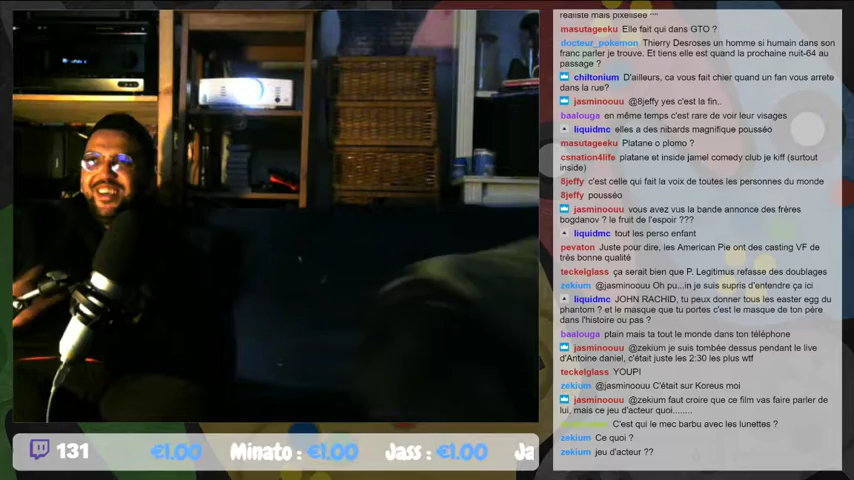 réaliste mais pixelisée ^^
masutageeku Elle fait qui dans GTO ?
docteur_pokemon Thierry Desroses un homme si humain dans son
franc parler je trouve. Et tiens elle est quand la prochaine nuit-64 au
passage ?
chiltonium D'ailleurs, ca vous fait chier quand un fan vous arrete
dans la rue?
jasminoouu @8jeffy yes c'est la fin..
baalouga en même temps c'est rare de voir leur visages
liquidmc elles a des nibards magnifique pousséo
masutageeku Platane o plomo ?
csnation4life platane et inside jamel comedy club je kiff (surtout
inside)
8jeffy c'est celle qui fait la voix de toutes les personnes du monde
8jeffy pousséo
jasminoouu vous avez vus la bande annonce des frères
bogdanov ? le fruit de l'espoir ???
liquidmc tout les perso enfant
pevaton Juste pour dire, les American Pie ont des casting VF de
très bonne qualité
teckelglass ça serait bien que P. Legitimus refasse des doublages
zekium @jasminoouu Oh pu...in je suis supris d'entendre ça ici
liquidmc JOHN RACHID, tu peux donner tous les easter egg du
phantom ? et le masque que tu portes c'est le masque de ton père
dans l'histoire ou pas ?
baalouga ptain mais ta tout le monde dans ton téléphone
jasminoouu @zekium je suis tombée dessus pendant le live
d'Antoine daniel, c'était juste les 2:30 les plus wtf
teckelglass YOUPI
zekium @jasminoouu C'était sur Koreus moi
jasminoouu @zekium faut croire que ce film vas faire parler de
lui, mais ce jeu d'acteur quoi........
C'est qui le mec barbu avec les lunettes ?
zekium Ce quoi ?
zekium jeu d'acteur ??
131 €1.00 Minato : €1.00 Jass : €1.00 Ja